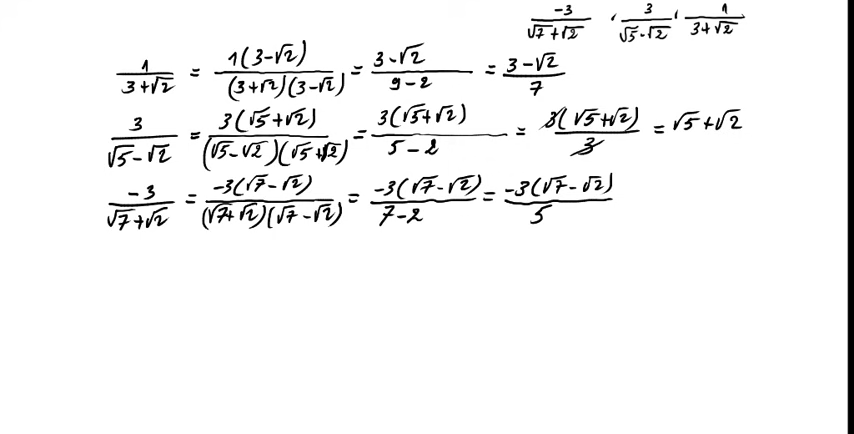 -3/(√7+√2) , 3/(√5-√2) , 1/(3+√2)
1/(3+√2) = 1(3-√2)/((3+√2)(3-√2)) = (3-√2)/(9-2) = (3-√2)/7
3/(√5-√2) = 3(√5+√2)/((√5-√2)(√5+√2)) = 3(√5+√2)/(5-2) = 3(√5+√2)/3 = √5+√2
-3/(√7+√2) = -3(√7-√2)/((√7+√2)(√7-√2)) = -3(√7-√2)/(7-2) = -3(√7-√2)/5